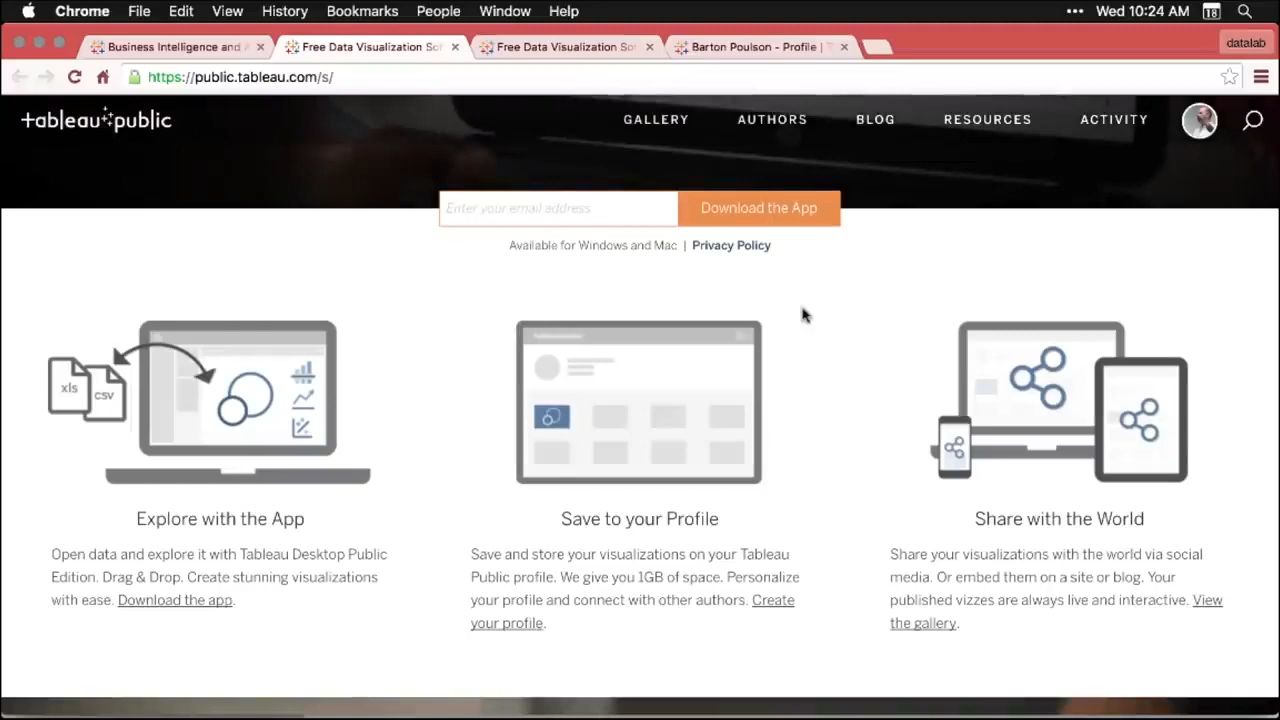 Chrome File Edit View History Bookmarks People Window Help ••• Wed 10:24 AM 18
Business Intelligence and Free Data Visualization Sof Free Data Visualization So Barton Poulson - Profile | datalab
https://public.tableau.com/s/
tableau public GALLERY AUTHORS BLOG RESOURCES ACTIVITY
Enter your email address Download the App
Available for Windows and Mac | Privacy Policy
xls csv
Explore with the App
Open data and explore it with Tableau Desktop Public
Edition. Drag & Drop. Create stunning visualizations
with ease. Download the app.
Save to your Profile
Save and store your visualizations on your Tableau
Public profile. We give you 1GB of space. Personalize
your profile and connect with other authors. Create
your profile.
Share with the World
Share your visualizations with the world via social
media. Or embed them on a site or blog. Your
published vizzes are always live and interactive. View
the gallery.